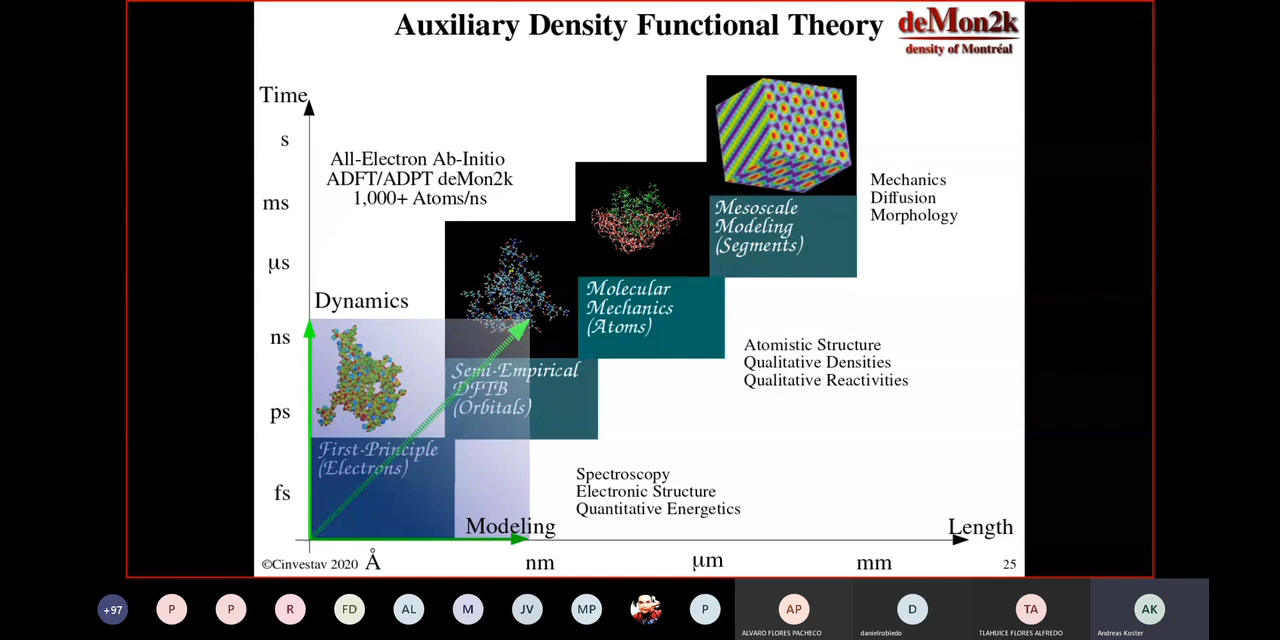 Auxiliary Density Functional Theory
deMon2k
density of Montréal
Time
s
ms
µs
ns
ps
fs
All-Electron Ab-Initio
ADFT/ADPT deMon2k
1,000+ Atoms/ns
Dynamics
Mesoscale
Modeling
(Segments)
Mechanics
Diffusion
Morphology
Molecular
Mechanics
(Atoms)
Atomistic Structure
Qualitative Densities
Qualitative Reactivities
Semi-Empirical
DFTB
(Orbitals)
First-Principle
(Electrons)
Spectroscopy
Electronic Structure
Quantitative Energetics
Modeling
Length
©Cinvestav 2020
Å
nm
µm
mm
25
+97
P
P
R
FD
AL
M
JV
MP
P
AP
ALVARO FLORES PACHECO
D
danielrobledo
TA
TLAHUICE FLORES ALFREDO
AK
Andreas Koster